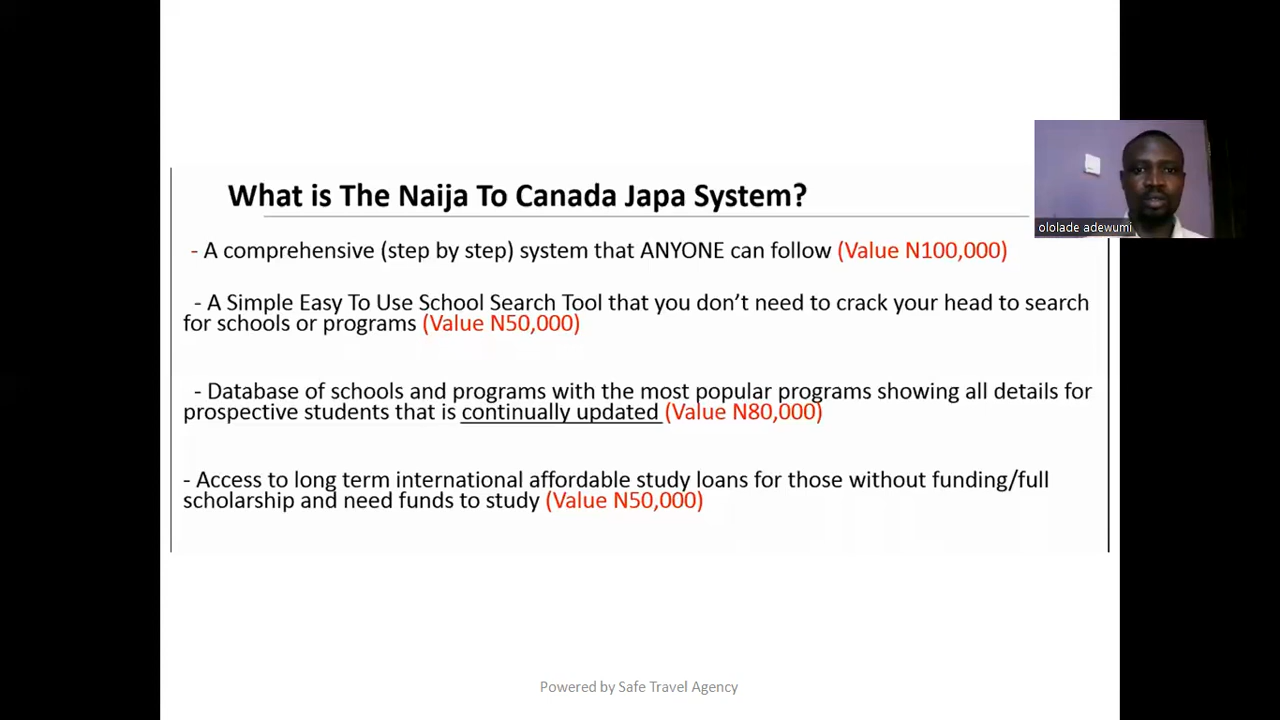 What is The Naija To Canada Japa System?
- A comprehensive (step by step) system that ANYONE can follow (Value N100,000)
- A Simple Easy To Use School Search Tool that you don't need to crack your head to search
for schools or programs (Value N50,000)
- Database of schools and programs with the most popular programs showing all details for
prospective students that is continually updated (Value N80,000)
- Access to long term international affordable study loans for those without funding/full
scholarship and need funds to study (Value N50,000)
ololade adewumi
Powered by Safe Travel Agency